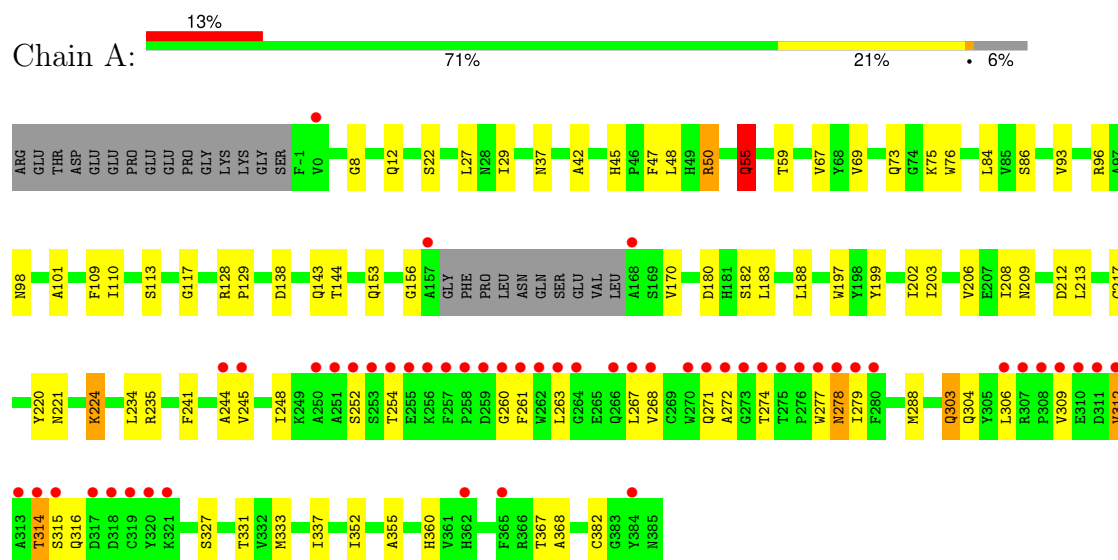 13%
Chain A:
71% 21% • 6%
ARG GLU THR ASP GLU GLU PRO GLU GLU PRO GLY LYS LYS GLY SER F-1 V0 G8 Q12 S22 L27 N28 I29 N37 A42 H45 P46 F47 L48 H49 R50 Q55 T59 V67 Y68 V69 Q73 G74 K75 W76 L84 V85 S86 V93 R96 A97
N98 A101 F109 I110 S113 G117 R128 P129 D138 Q143 T144 Q153 G156 A157 GLY PHE PRO LEU ASN GLN SER GLU VAL LEU A168 S169 V170 D180 H181 S182 L183 L188 W197 Y198 Y199 I202 I203 V206 E207 I208 N209 D212 L213
Y220 N221 K224 L234 R235 F241 A244 V245 I248 K249 A250 A251 S252 S253 T254 E255 K256 F257 P258 D259 G260 F261 W262 L263 G264 E265 Q266 L267 V268 C269 W270 Q271 A272 G273 T274 T275 P276 W277 N278 I279 F280 M288 Q303 Q304 Y305 L306 R307 P308 V309 E310 D311 V312
A313 T314 S315 Q316 D317 D318 C319 Y320 K321 S327 T331 V332 M333 I337 I352 A355 H360 V361 H362 F365 R366 T367 A368 C382 G383 Y384 N385